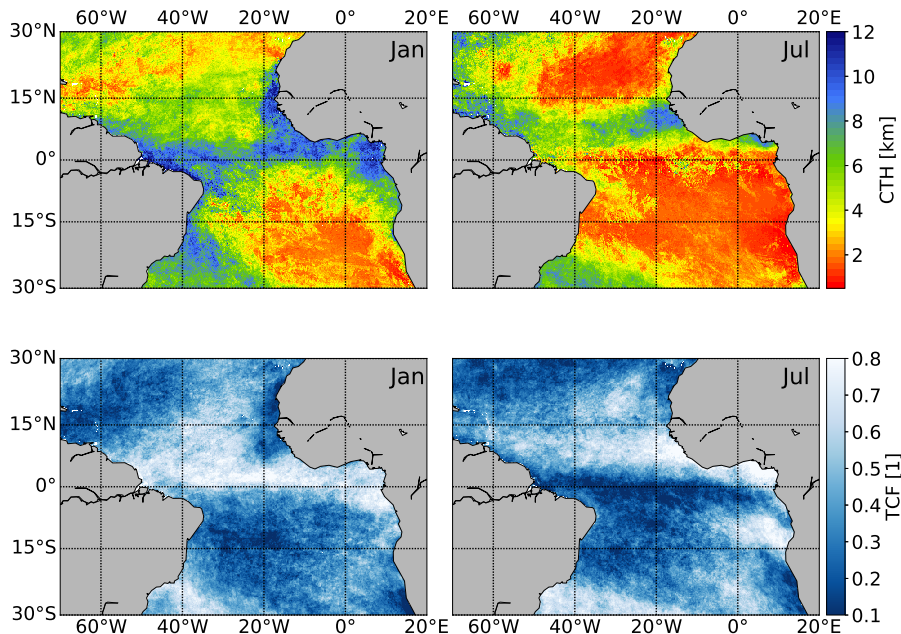 60°W 40°W 20°W 0° 20°E 60°W 40°W 20°W 0° 20°E
30°N Jan Jul 12
10
15°N
8
0° 6
CTH [km]
4
15°S
2
30°S
30°N Jan Jul 0.8
0.7
15°N
0.6
0.5
0°
0.4
TCF [1]
0.3
15°S
0.2
30°S 0.1
60°W 40°W 20°W 0° 20°E 60°W 40°W 20°W 0° 20°E